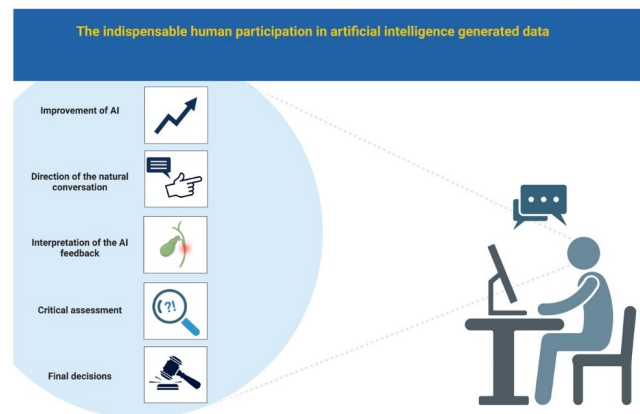 The indispensable human participation in artificial intelligence generated data
Improvement of AI
Direction of the natural
conversation
Interpretation of the AI
feedback
Critical assessment
?!
Final decisions